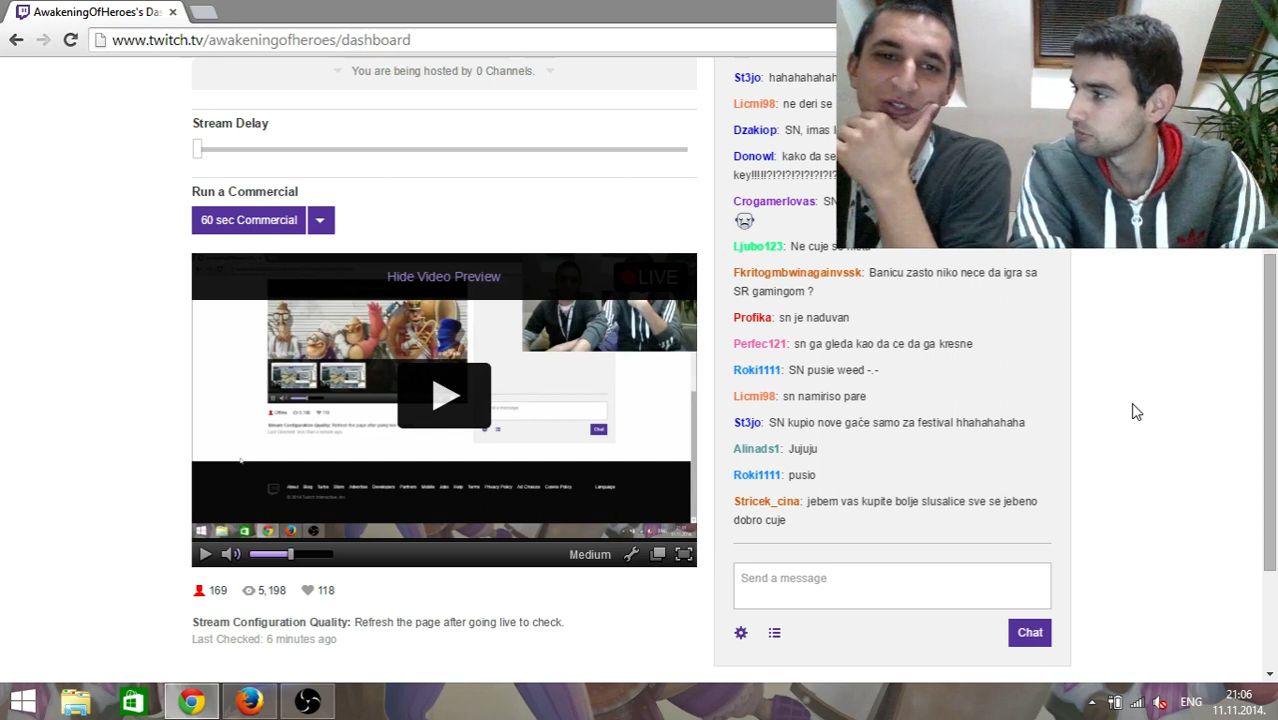 AwakeningOfHeroes's Das
www.twitch.tv/awakeningofheroes/dashboard
You are being hosted by 0 Channels.
Stream Delay
Run a Commercial
60 sec Commercial
Hide Video Preview
LIVE
Medium
169 5,198 118
Stream Configuration Quality: Refresh the page after going live to check.
Last Checked: 6 minutes ago
St3jo: hahahahahah
Licmi98: ne deri se
Dzakiop: SN, imas
Donowl: kako da se
key!!!!!?!?!?!?!?!?!?
Crogamerlovas: SN
Ljubo123: Ne cuje se
Fkritogmbwinagainvssk: Banicu zasto niko nece da igra sa
SR gamingom ?
Profika: sn je naduvan
Perfec121: sn ga gleda kao da ce da ga kresne
Roki1111: SN pusie weed -.-
Licmi98: sn namiriso pare
St3jo: SN kupio nove gaće samo za festival hhahahahaha
Alinads1: Jujuju
Roki1111: pusio
Stricek_cina: jebem vas kupite bolje slusalice sve se jebeno
dobro cuje
Send a message
Chat
ENG
21:06
11.11.2014.